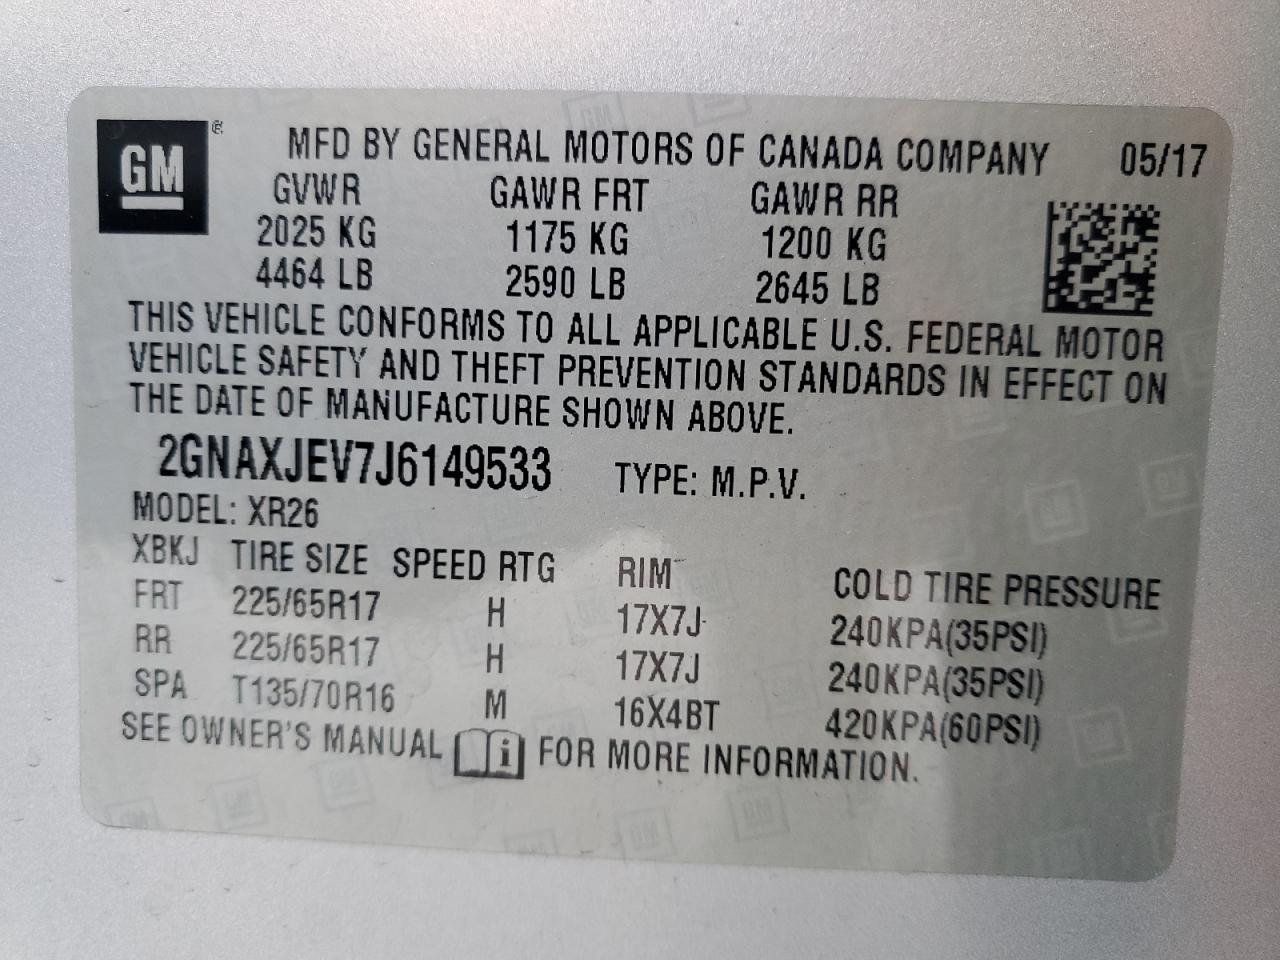 GM® MFD BY GENERAL MOTORS OF CANADA COMPANY 05/17
GVWR GAWR FRT GAWR RR
2025 KG 1175 KG 1200 KG
4464 LB 2590 LB 2645 LB
THIS VEHICLE CONFORMS TO ALL APPLICABLE U.S. FEDERAL MOTOR
VEHICLE SAFETY AND THEFT PREVENTION STANDARDS IN EFFECT ON
THE DATE OF MANUFACTURE SHOWN ABOVE.
2GNAXJEV7J6149533 TYPE: M.P.V.
MODEL: XR26
XBKJ TIRE SIZE SPEED RTG RIM COLD TIRE PRESSURE
FRT 225/65R17 H 17X7J 240KPA(35PSI)
RR 225/65R17 H 17X7J 240KPA(35PSI)
SPA T135/70R16 M 16X4BT 420KPA(60PSI)
SEE OWNER'S MANUAL i FOR MORE INFORMATION.